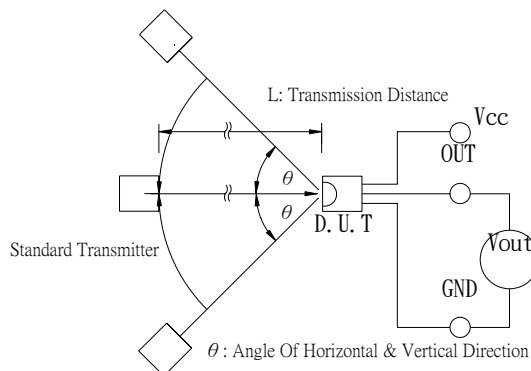 L: Transmission Distance
Vcc
OUT
θ
θ
D.U.T
Standard Transmitter
Vout
GND
θ : Angle Of Horizontal & Vertical Direction